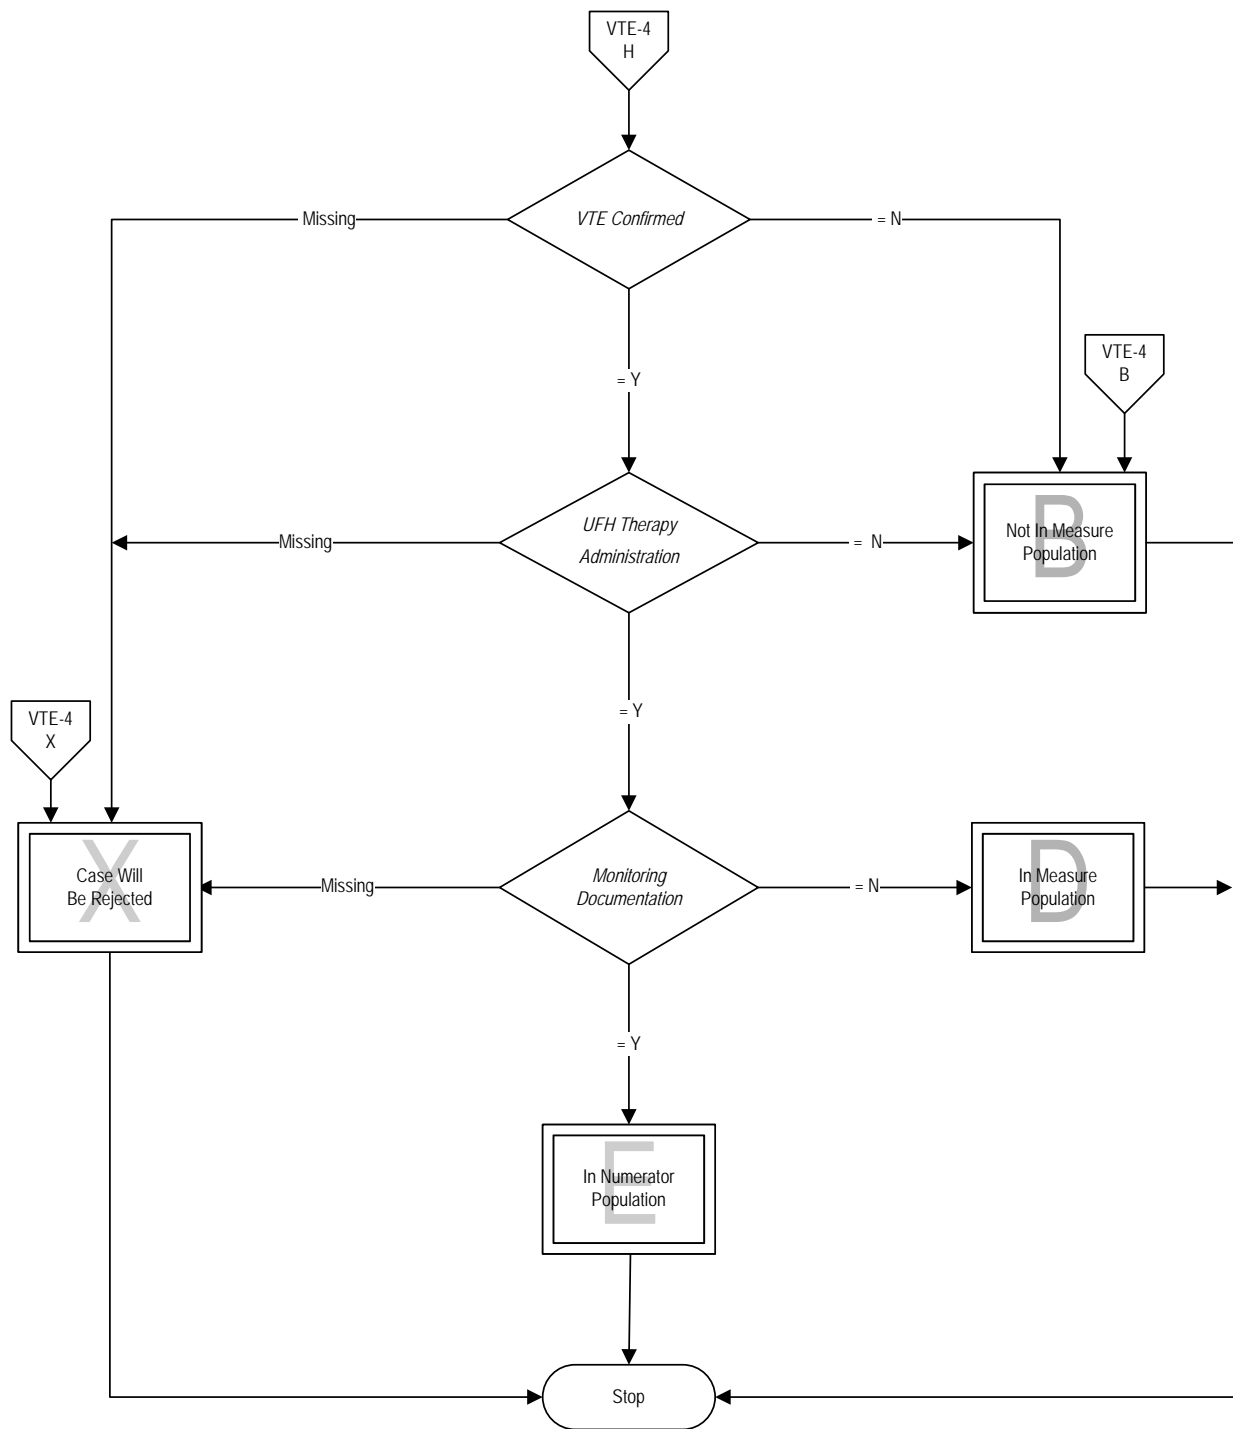 VTE-4
H
VTE Confirmed
Missing
= N
= Y
VTE-4
B
UFH Therapy
Administration
Missing
= N
B
Not In Measure
Population
= Y
VTE-4
X
X
Case Will
Be Rejected
Missing
Monitoring
Documentation
= N
D
In Measure
Population
= Y
E
In Numerator
Population
Stop